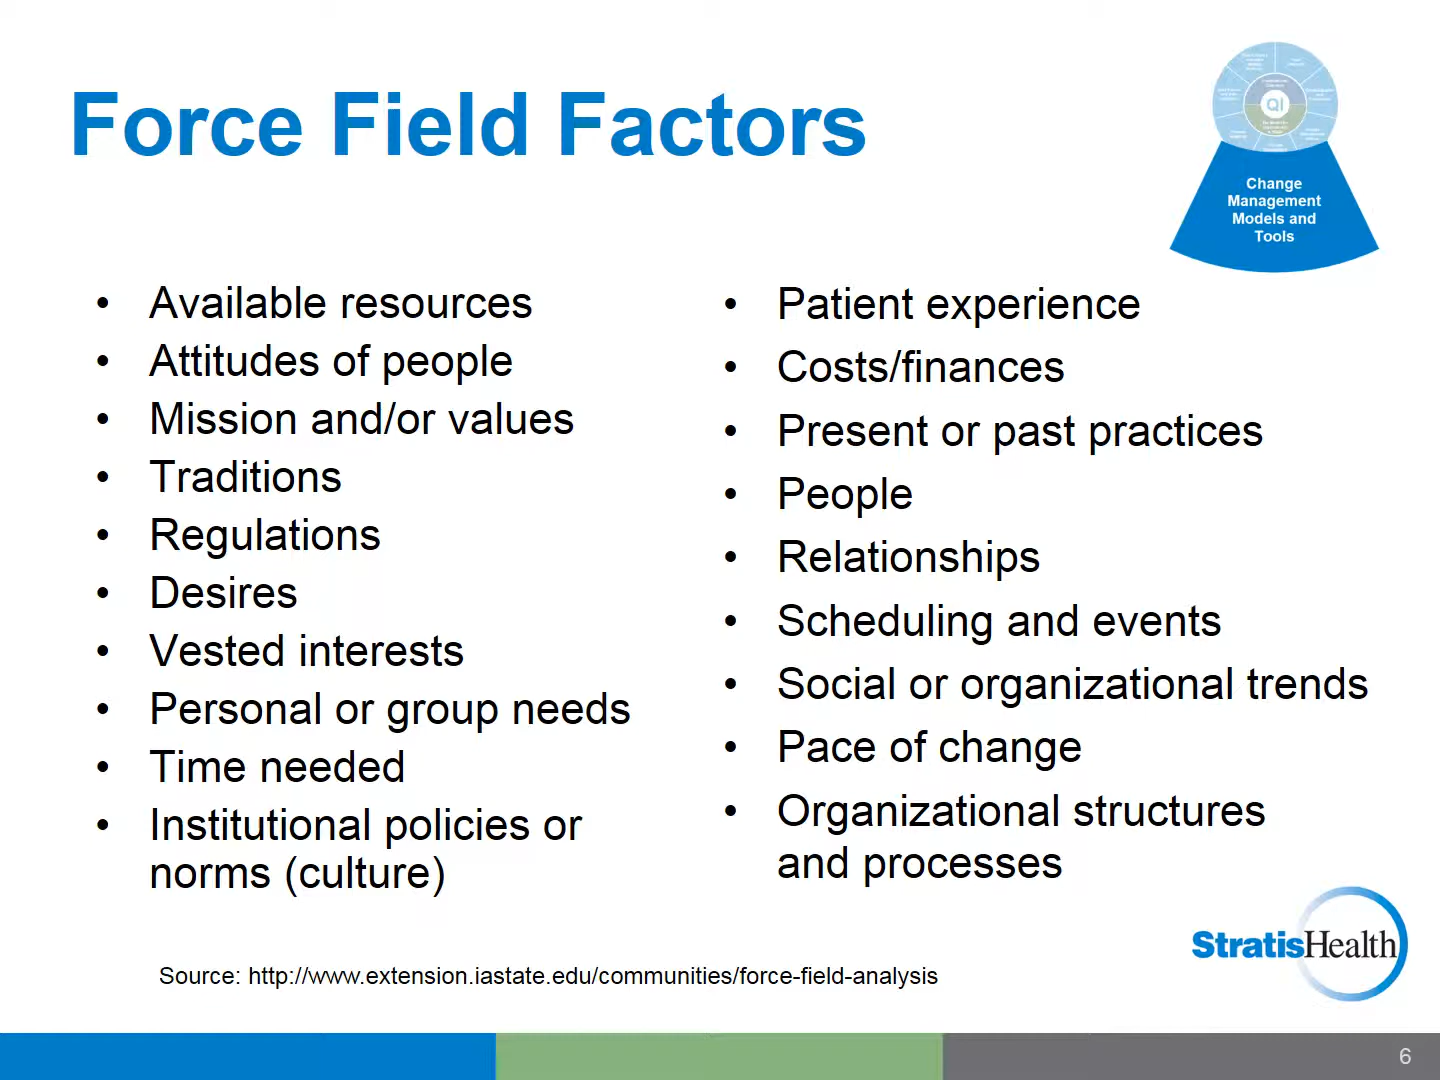 Force Field Factors
QI
Change
Management
Models and
Tools
• Available resources
• Attitudes of people
• Mission and/or values
• Traditions
• Regulations
• Desires
• Vested interests
• Personal or group needs
• Time needed
• Institutional policies or
norms (culture)
• Patient experience
• Costs/finances
• Present or past practices
• People
• Relationships
• Scheduling and events
• Social or organizational trends
• Pace of change
• Organizational structures
and processes
StratisHealth
Source: http://www.extension.iastate.edu/communities/force-field-analysis
6